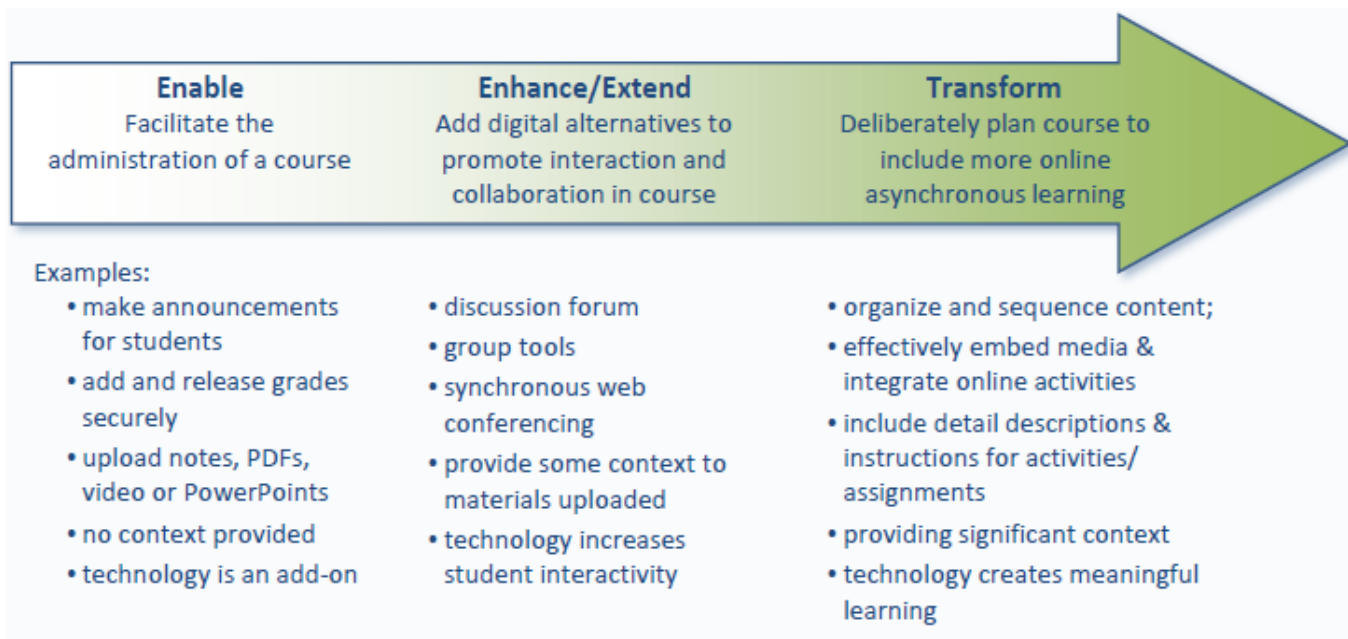 Enable
Facilitate the
administration of a course
Enhance/Extend
Add digital alternatives to
promote interaction and
collaboration in course
Transform
Deliberately plan course to
include more online
asynchronous learning
Examples:
• make announcements
for students
• add and release grades
securely
• upload notes, PDFs,
video or PowerPoints
• no context provided
• technology is an add-on
• discussion forum
• group tools
• synchronous web
conferencing
• provide some context to
materials uploaded
• technology increases
student interactivity
• organize and sequence content;
• effectively embed media &
integrate online activities
• include detail descriptions &
instructions for activities/
assignments
• providing significant context
• technology creates meaningful
learning